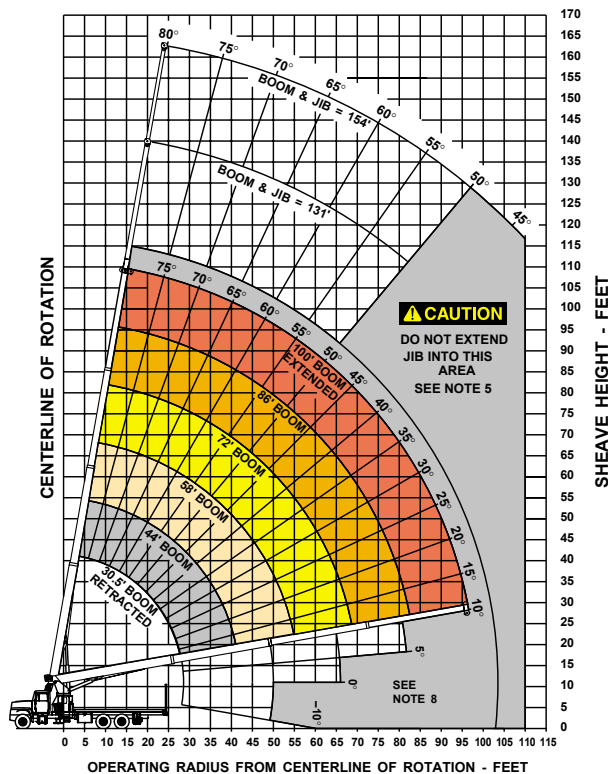 80°
75°
70°
65°
60°
55°
50°
45°
BOOM & JIB = 154'
BOOM & JIB = 131'
75°
70°
65°
60°
55°
50°
45°
40°
35°
30°
25°
20°
15°
10°
5°
0°
–10°
100' BOOM
EXTENDED
86' BOOM
72' BOOM
58' BOOM
44' BOOM
30.5' BOOM
RETRACTED
CAUTION
DO NOT EXTEND
JIB INTO THIS
AREA
SEE NOTE 5
SEE
NOTE 8
CENTERLINE OF ROTATION
170
165
160
155
150
145
140
135
130
125
120
115
110
105
100
95
90
85
80
75
70
65
60
55
50
45
40
35
30
25
20
15
10
5
0
SHEAVE HEIGHT - FEET
0 5 10 15 20 24 30 35 40 45 50 55 60 65 70 75 80 85 90 95 100 105 110 115
OPERATING RADIUS FROM CENTERLINE OF ROTATION - FEET